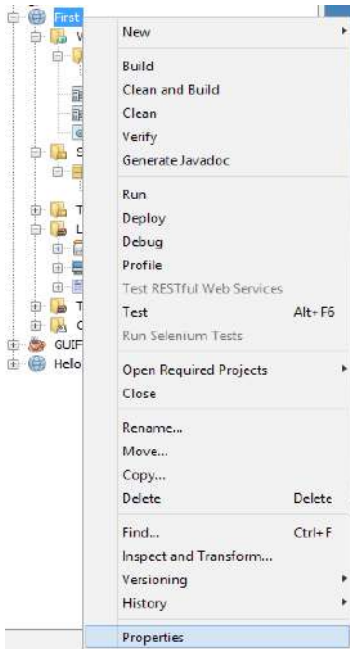 First
W
New
Build
Clean and Build
Clean
Verify
Generate Javadoc
S
Run
T
Deploy
L
Debug
Profile
Test RESTful Web Services
T
Test Alt+F6
C
Run Selenium Tests
GUIF
Helo
Open Required Projects
Close
Rename...
Move...
Copy...
Delete Delete
Find... Ctrl+F
Inspect and Transform...
Versioning
History
Properties